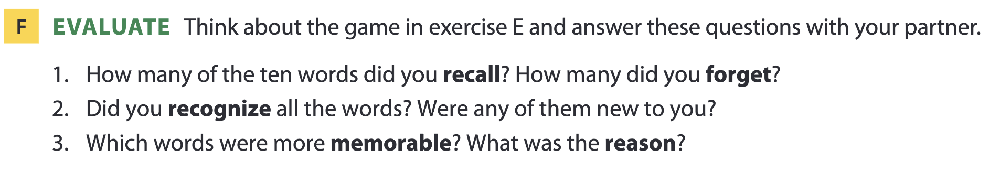 F EVALUATE Think about the game in exercise E and answer these questions with your partner.
1. How many of the ten words did you recall? How many did you forget?
2. Did you recognize all the words? Were any of them new to you?
3. Which words were more memorable? What was the reason?